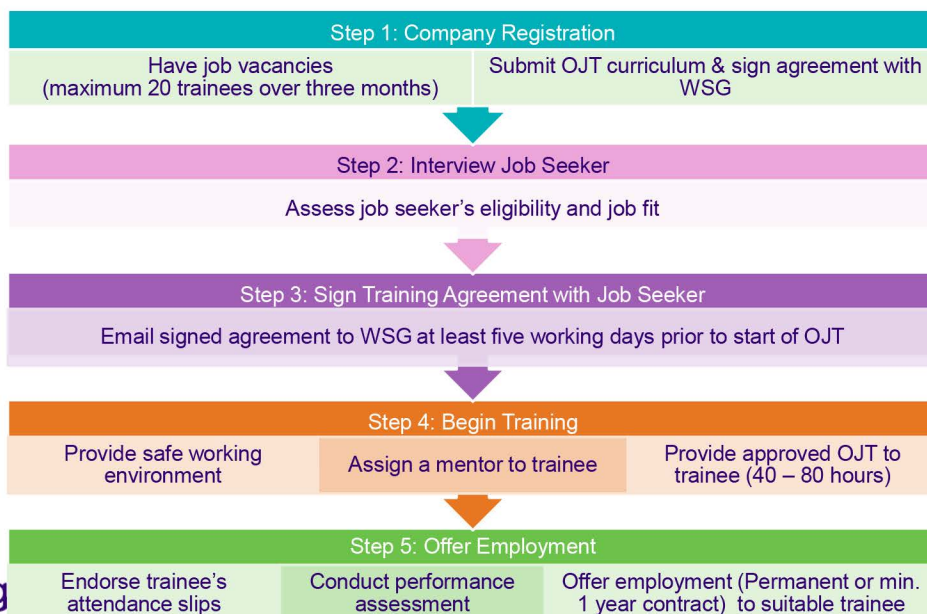 Step 1: Company Registration
Have job vacancies
(maximum 20 trainees over three months)
Submit OJT curriculum & sign agreement with
WSG
Step 2: Interview Job Seeker
Assess job seeker's eligibility and job fit
Step 3: Sign Training Agreement with Job Seeker
Email signed agreement to WSG at least five working days prior to start of OJT
Step 4: Begin Training
Provide safe working
environment
Assign a mentor to trainee
Provide approved OJT to
trainee (40 – 80 hours)
Step 5: Offer Employment
Endorse trainee's
attendance slips
Conduct performance
assessment
Offer employment (Permanent or min.
1 year contract) to suitable trainee